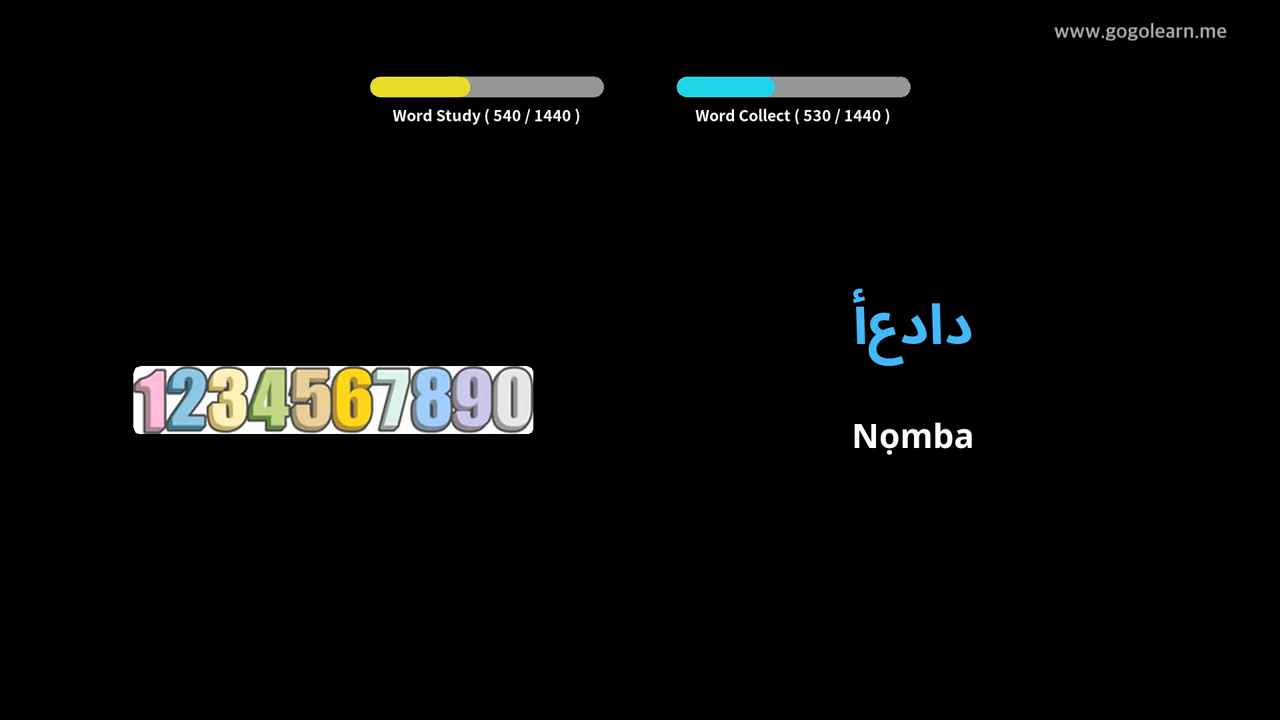 www.gogolearn.me
Word Study ( 540 / 1440 )
Word Collect ( 530 / 1440 )
1234567890
دادعأ
Nọmba